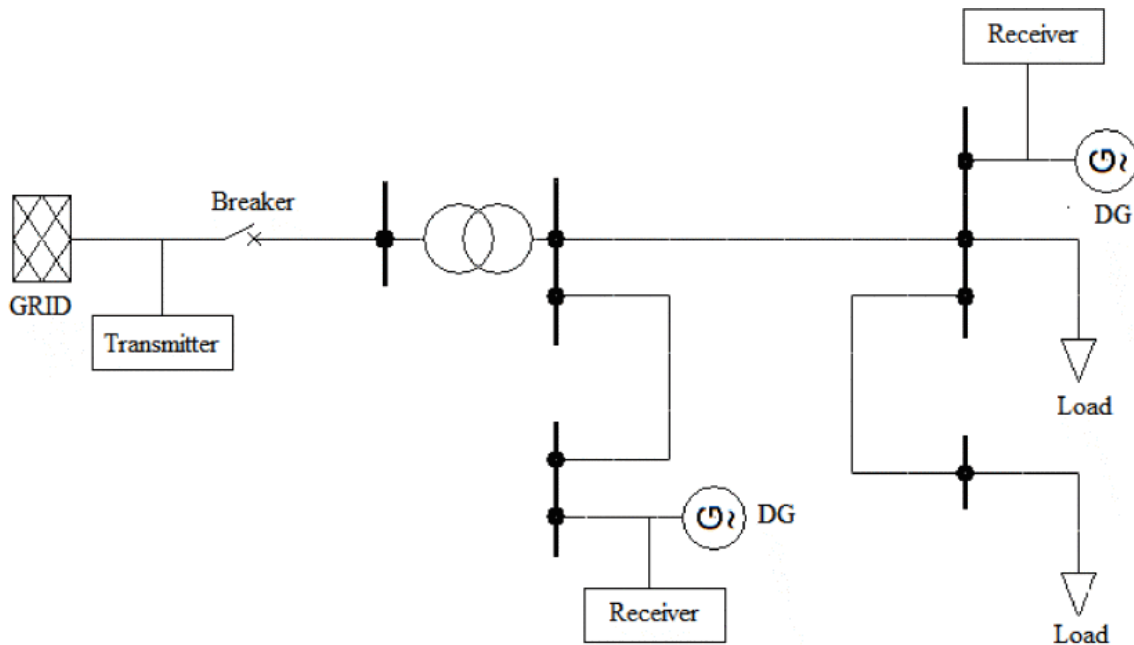 Receiver
Breaker
G~
DG
GRID
Transmitter
Load
G~
DG
Receiver
Load